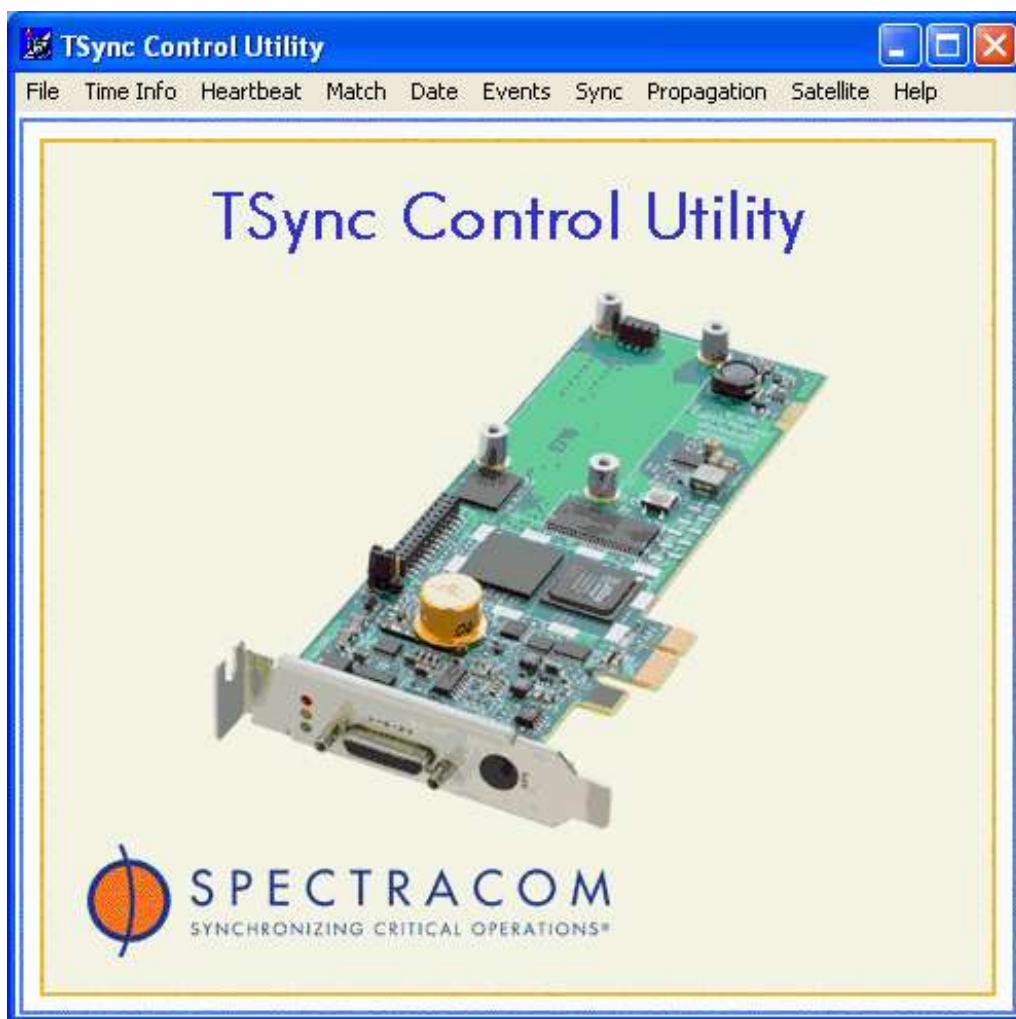 TSync Control Utility
File Time Info Heartbeat Match Date Events Sync Propagation Satellite Help
TSync Control Utility
SPECTRACOM
SYNCHRONIZING CRITICAL OPERATIONS®